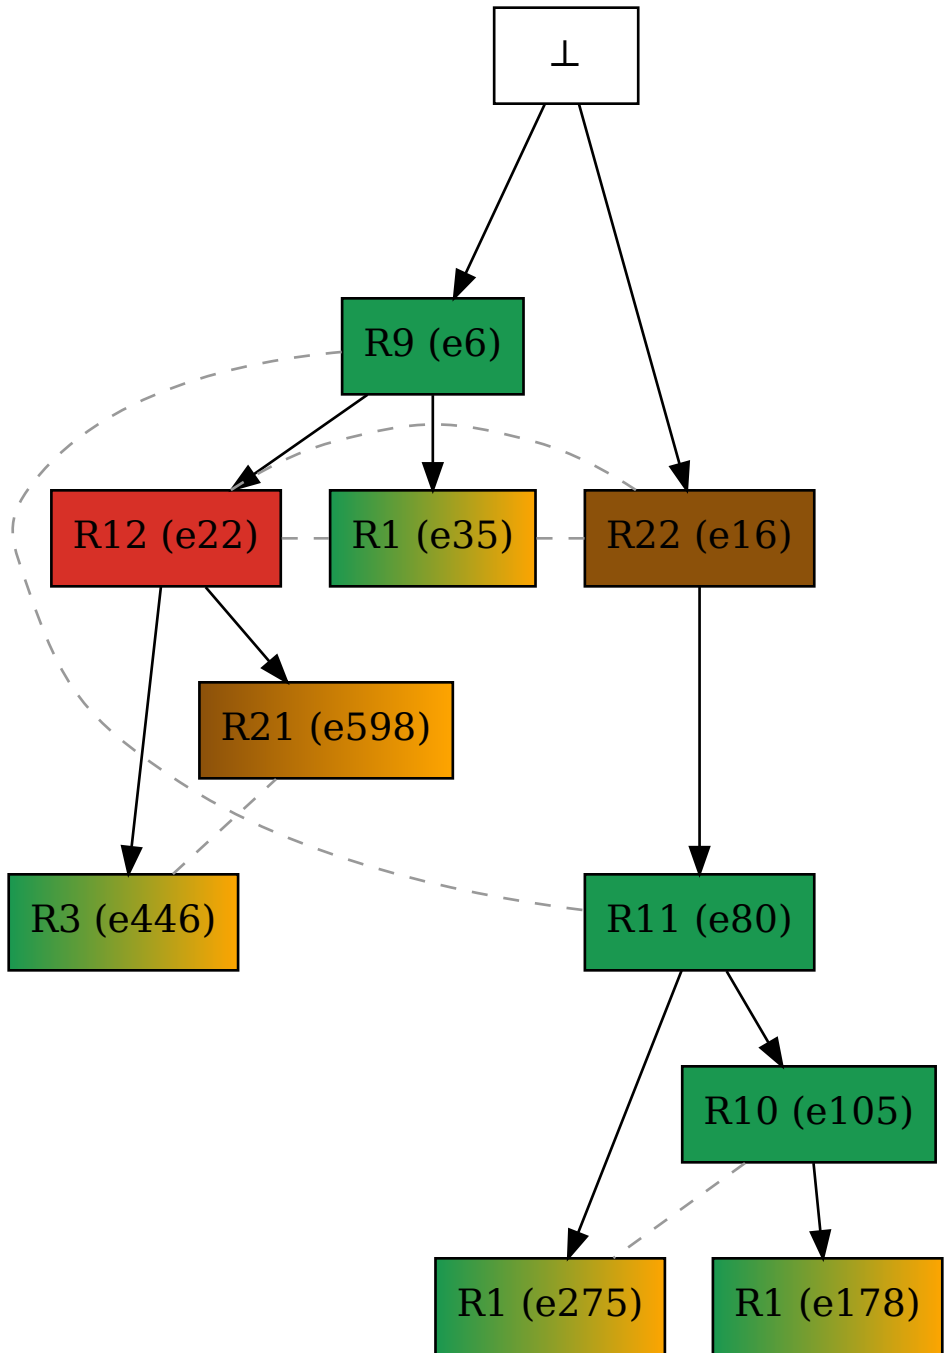 ⊥
R9 (e6)
R12 (e22)
R1 (e35)
R22 (e16)
R21 (e598)
R3 (e446)
R11 (e80)
R10 (e105)
R1 (e275)
R1 (e178)